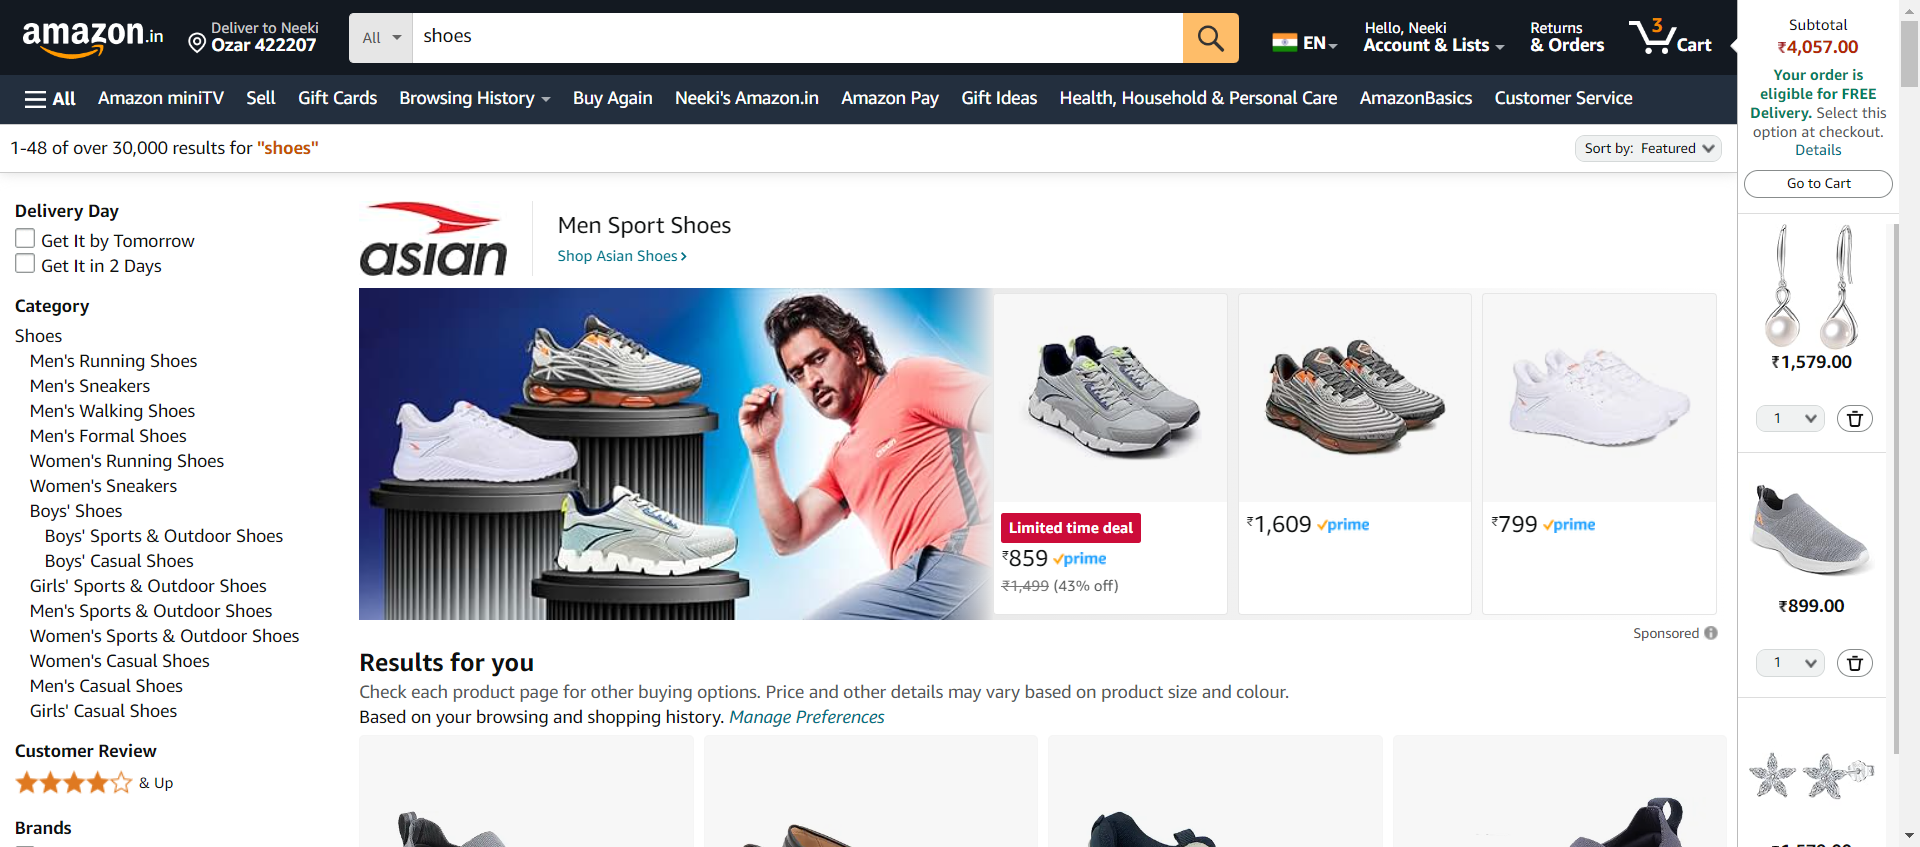 amazon.in
Deliver to Neeki
Ozar 422207
All
shoes
EN
Hello, Neeki
Account & Lists
Returns
& Orders
3
Cart
All
Amazon miniTV
Sell
Gift Cards
Browsing History
Buy Again
Neeki's Amazon.in
Amazon Pay
Gift Ideas
Health, Household & Personal Care
AmazonBasics
Customer Service
1-48 of over 30,000 results for "shoes"
Sort by: Featured
Delivery Day
Get It by Tomorrow
Get It in 2 Days
Category
Shoes
Men's Running Shoes
Men's Sneakers
Men's Walking Shoes
Men's Formal Shoes
Women's Running Shoes
Women's Sneakers
Boys' Shoes
Boys' Sports & Outdoor Shoes
Boys' Casual Shoes
Girls' Sports & Outdoor Shoes
Men's Sports & Outdoor Shoes
Women's Sports & Outdoor Shoes
Women's Casual Shoes
Men's Casual Shoes
Girls' Casual Shoes
Customer Review
& Up
Brands
asian
Men Sport Shoes
Shop Asian Shoes ›
Limited time deal
₹859 prime
₹1,499 (43% off)
₹1,609 prime
₹799 prime
Sponsored
Results for you
Check each product page for other buying options. Price and other details may vary based on product size and colour.
Based on your browsing and shopping history. Manage Preferences
Subtotal
₹4,057.00
Your order is
eligible for FREE
Delivery. Select this
option at checkout.
Details
Go to Cart
₹1,579.00
1
₹899.00
1